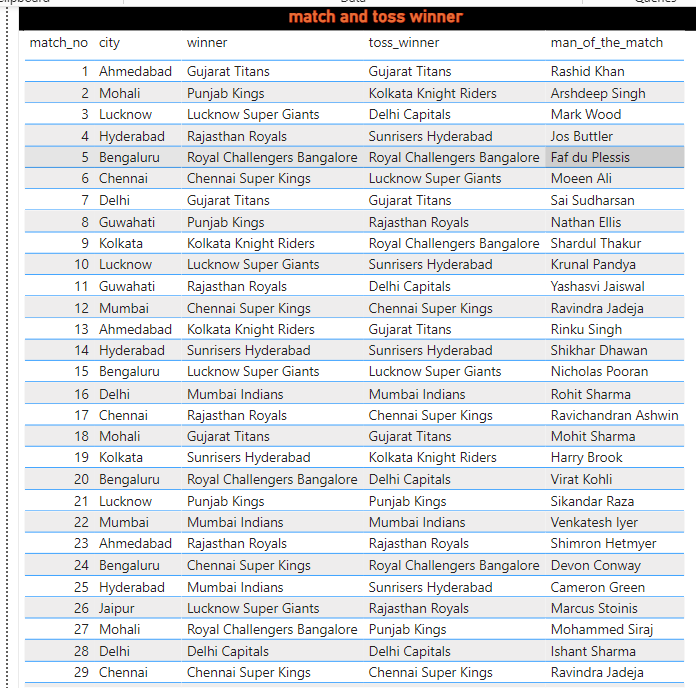 Data
Queries
match and toss winner
match_no city winner toss_winner man_of_the_match
1 Ahmedabad Gujarat Titans Gujarat Titans Rashid Khan
2 Mohali Punjab Kings Kolkata Knight Riders Arshdeep Singh
3 Lucknow Lucknow Super Giants Delhi Capitals Mark Wood
4 Hyderabad Rajasthan Royals Sunrisers Hyderabad Jos Buttler
5 Bengaluru Royal Challengers Bangalore Royal Challengers Bangalore Faf du Plessis
6 Chennai Chennai Super Kings Lucknow Super Giants Moeen Ali
7 Delhi Gujarat Titans Gujarat Titans Sai Sudharsan
8 Guwahati Punjab Kings Rajasthan Royals Nathan Ellis
9 Kolkata Kolkata Knight Riders Royal Challengers Bangalore Shardul Thakur
10 Lucknow Lucknow Super Giants Sunrisers Hyderabad Krunal Pandya
11 Guwahati Rajasthan Royals Delhi Capitals Yashasvi Jaiswal
12 Mumbai Chennai Super Kings Chennai Super Kings Ravindra Jadeja
13 Ahmedabad Kolkata Knight Riders Gujarat Titans Rinku Singh
14 Hyderabad Sunrisers Hyderabad Sunrisers Hyderabad Shikhar Dhawan
15 Bengaluru Lucknow Super Giants Lucknow Super Giants Nicholas Pooran
16 Delhi Mumbai Indians Mumbai Indians Rohit Sharma
17 Chennai Rajasthan Royals Chennai Super Kings Ravichandran Ashwin
18 Mohali Gujarat Titans Gujarat Titans Mohit Sharma
19 Kolkata Sunrisers Hyderabad Kolkata Knight Riders Harry Brook
20 Bengaluru Royal Challengers Bangalore Delhi Capitals Virat Kohli
21 Lucknow Punjab Kings Punjab Kings Sikandar Raza
22 Mumbai Mumbai Indians Mumbai Indians Venkatesh Iyer
23 Ahmedabad Rajasthan Royals Rajasthan Royals Shimron Hetmyer
24 Bengaluru Chennai Super Kings Royal Challengers Bangalore Devon Conway
25 Hyderabad Mumbai Indians Sunrisers Hyderabad Cameron Green
26 Jaipur Lucknow Super Giants Rajasthan Royals Marcus Stoinis
27 Mohali Royal Challengers Bangalore Punjab Kings Mohammed Siraj
28 Delhi Delhi Capitals Delhi Capitals Ishant Sharma
29 Chennai Chennai Super Kings Chennai Super Kings Ravindra Jadeja